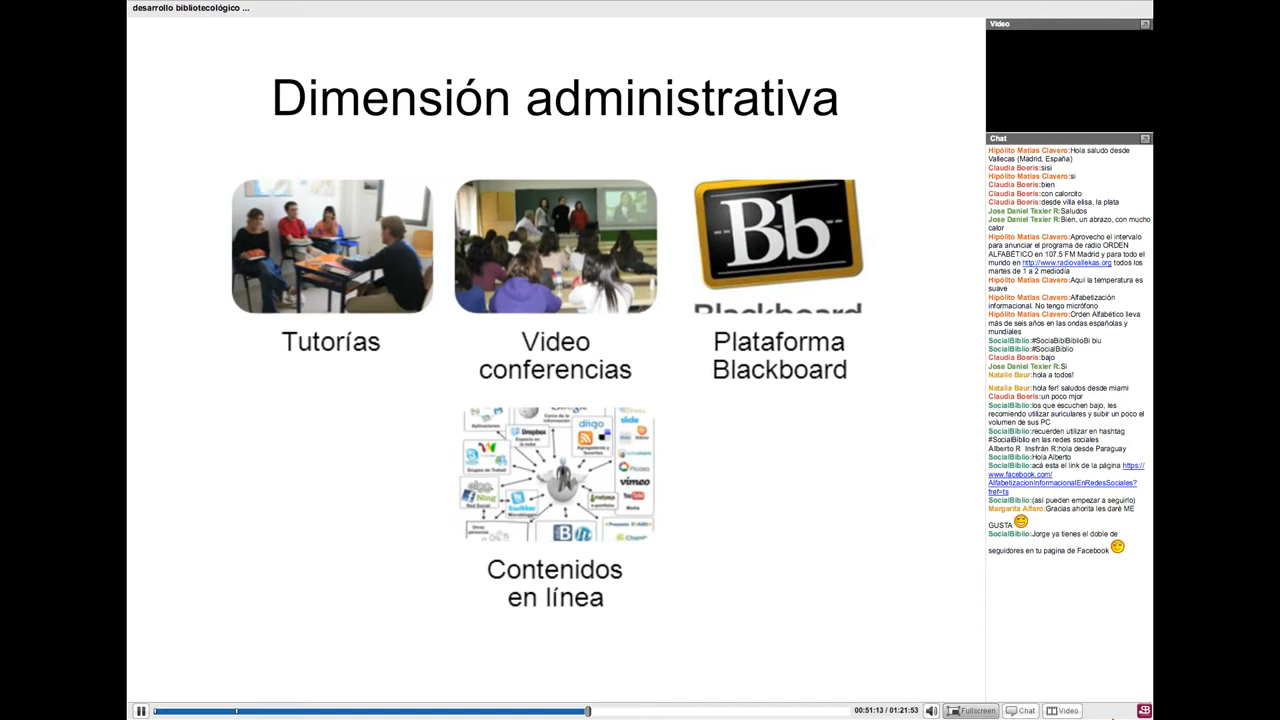 desarrollo bibliotecológico ...
Dimensión administrativa
Bb
Blackboard
Tutorías
Video
conferencias
Plataforma
Blackboard
Dropbox
diigo
slide
Picasa
vimeo
Ning
twitter
Contenidos
en línea
Video
Chat
Hipólito Matías Clavero:Hola saludo desde
Vallecas (Madrid, España)
Claudia Boeris:sisi
Hipólito Matías Clavero:si
Claudia Boeris:bien
Claudia Boeris:con calorcito
Claudia Boeris:desde villa elisa, la plata
Jose Daniel Texier R:Saludos
Jose Daniel Texier R:Bien, un abrazo, con mucho
calor
Hipólito Matías Clavero:Aprovecho el intervalo
para anunciar el programa de radio ORDEN
ALFABÉTICO en 107.5 FM Madrid y para todo el
mundo en http://www.radiovallekas.org todos los
martes de 1 a 2 mediodía
Hipólito Matías Clavero:Aquí la temperatura es
suave
Hipólito Matías Clavero:Alfabetización
informacional. No tengo micrófono
Hipólito Matías Clavero:Orden Alfabético lleva
más de seis años en las ondas españolas y
mundiales
SocialBiblio:#SociaBiblBiblioBi biu
SocialBiblio:#SocialBiblio
Claudia Boeris:bajo
Jose Daniel Texier R:Si
Natalie Baur:hola a todos!
Natalie Baur:hola fer! saludos desde miami
Claudia Boeris:un poco mjor
SocialBiblio:los que escuchen bajo, les
recomiendo utilizar auriculares y subir un poco el
volumen de sus PC
SocialBiblio:recuerden utilizar en hashtag
#SocialBiblio en las redes sociales
Alberto R Insfrán R:hola desde Paraguay
SocialBiblio:Hola Alberto
SocialBiblio:acá esta el link de la página https://
www.facebook.com/
AlfabetizacionInformacionalEnRedesSociales?
fref=ts
SocialBiblio:(así pueden empezar a seguirlo)
Margarita Alfaro:Gracias ahorita les daré ME
GUSTA
SocialBiblio:Jorge ya tienes el doble de
seguidores en tu pagina de Facebook
00:51:13 / 01:21:53
Fullscreen
Chat
Video
SB